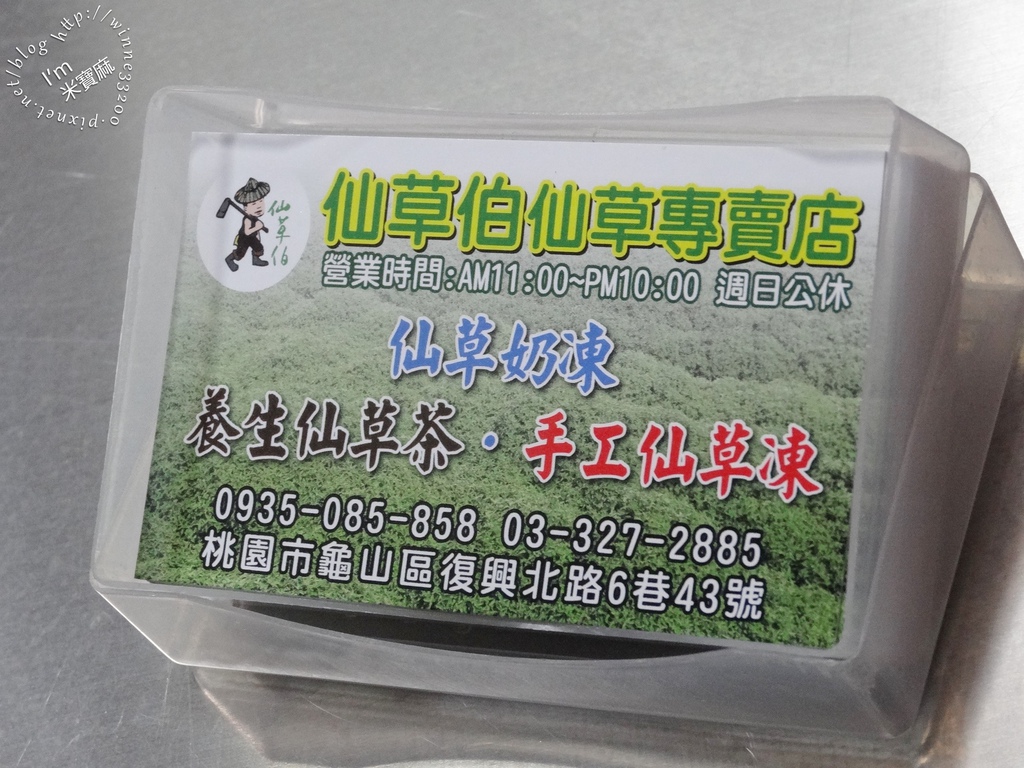 http://winne33200.pixnet.net/blog
I'm
米寶麻
仙草伯
仙草伯仙草專賣店
營業時間:AM11:00~PM10:00 週日公休
仙草奶凍
養生仙草茶・手工仙草凍
0935-085-858 03-327-2885
桃園市龜山區復興北路6巷43號